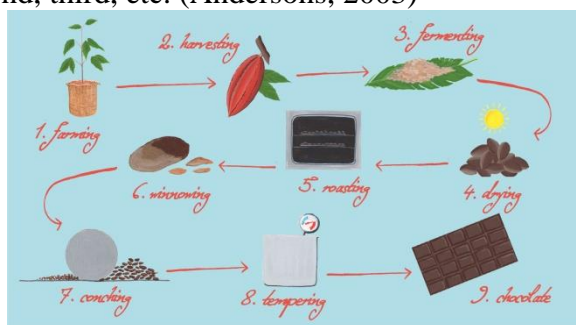 nd, third, etc. (Andersons, 2005)
1. farming
2. harvesting
3. fermenting
4. drying
5. roasting
6. winnowing
7. conching
8. tempering
9. chocolate